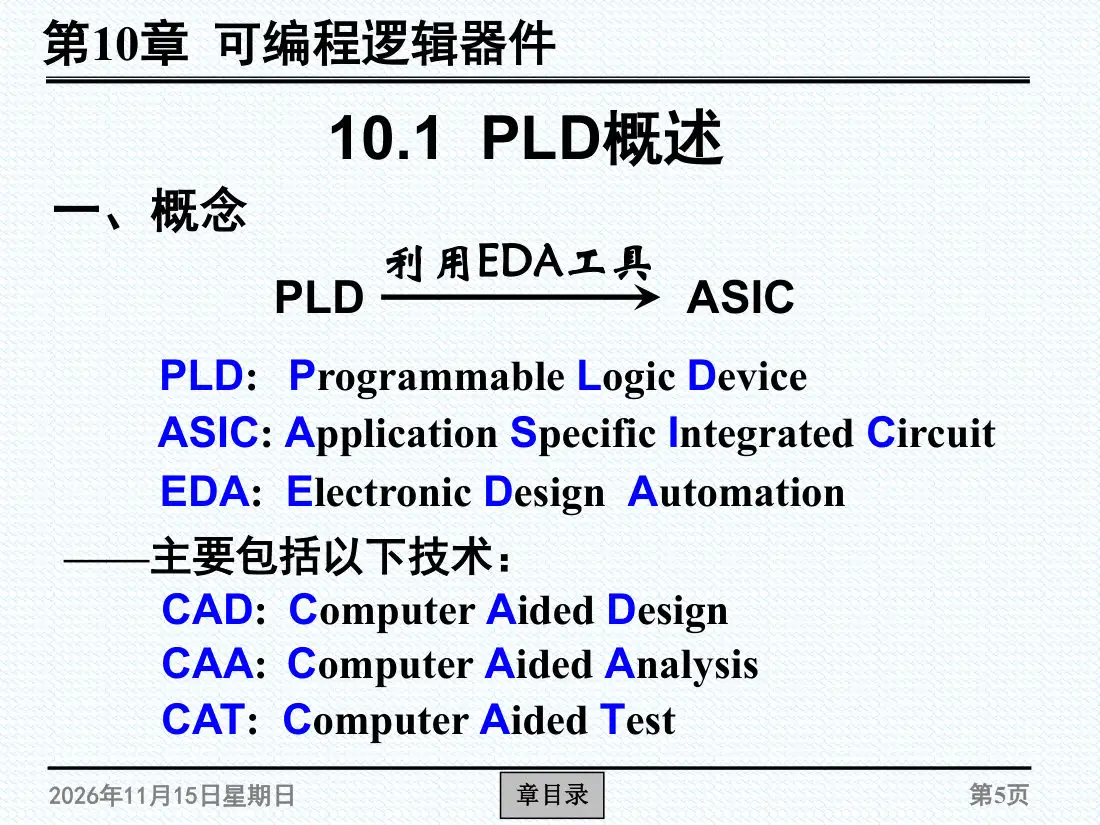 第10章 可编程逻辑器件
10.1 PLD概述
一、概念
利用EDA工具
PLD ASIC
PLD: Programmable Logic Device
ASIC: Application Specific Integrated Circuit
EDA: Electronic Design Automation
——主要包括以下技术:
CAD: Computer Aided Design
CAA: Computer Aided Analysis
CAT: Computer Aided Test
2026年11月15日星期日 章目录 第5页